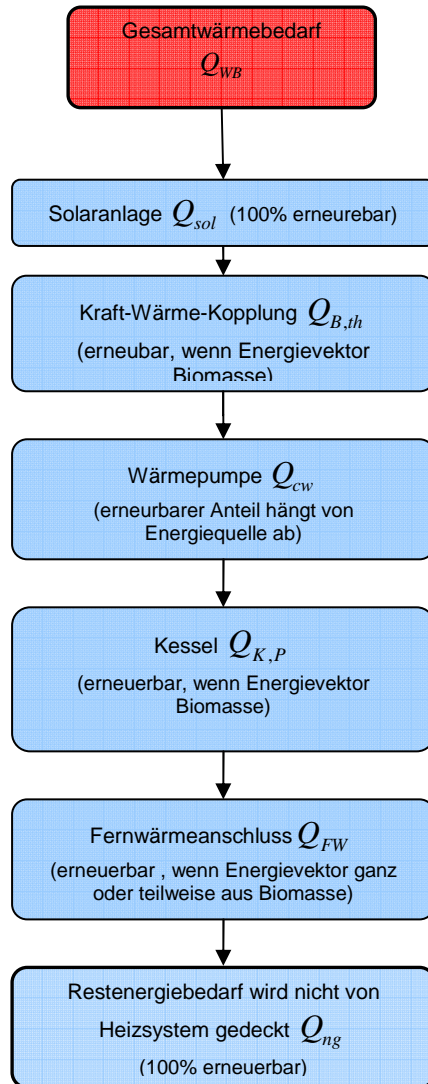 Gesamtwärmebedarf
Q_WB
Solaranlage Q_sol (100% erneurebar)
Kraft-Wärme-Kopplung Q_B,th
(erneubar, wenn Energievektor
Biomasse)
Wärmepumpe Q_cw
(erneurbarer Anteil hängt von
Energiequelle ab)
Kessel Q_K,P
(erneuerbar, wenn Energievektor
Biomasse)
Fernwärmeanschluss Q_FW
(erneuerbar , wenn Energievektor ganz
oder teilweise aus Biomasse)
Restenergiebedarf wird nicht von
Heizsystem gedeckt Q_ng
(100% erneuerbar)